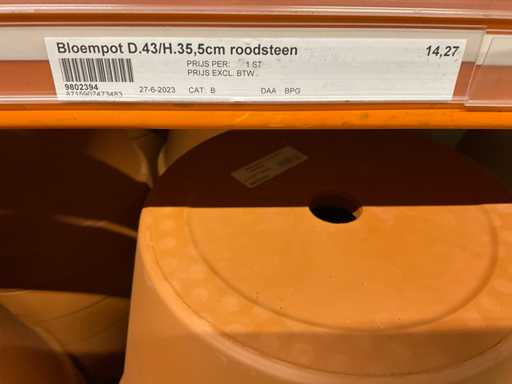 Bloempot D.43/H.35,5cm roodsteen 14,27
PRIJS PER: 1 ST
PRIJS EXCL. BTW.
9802394
8715907473483 27-6-2023 CAT: B DAA BPG